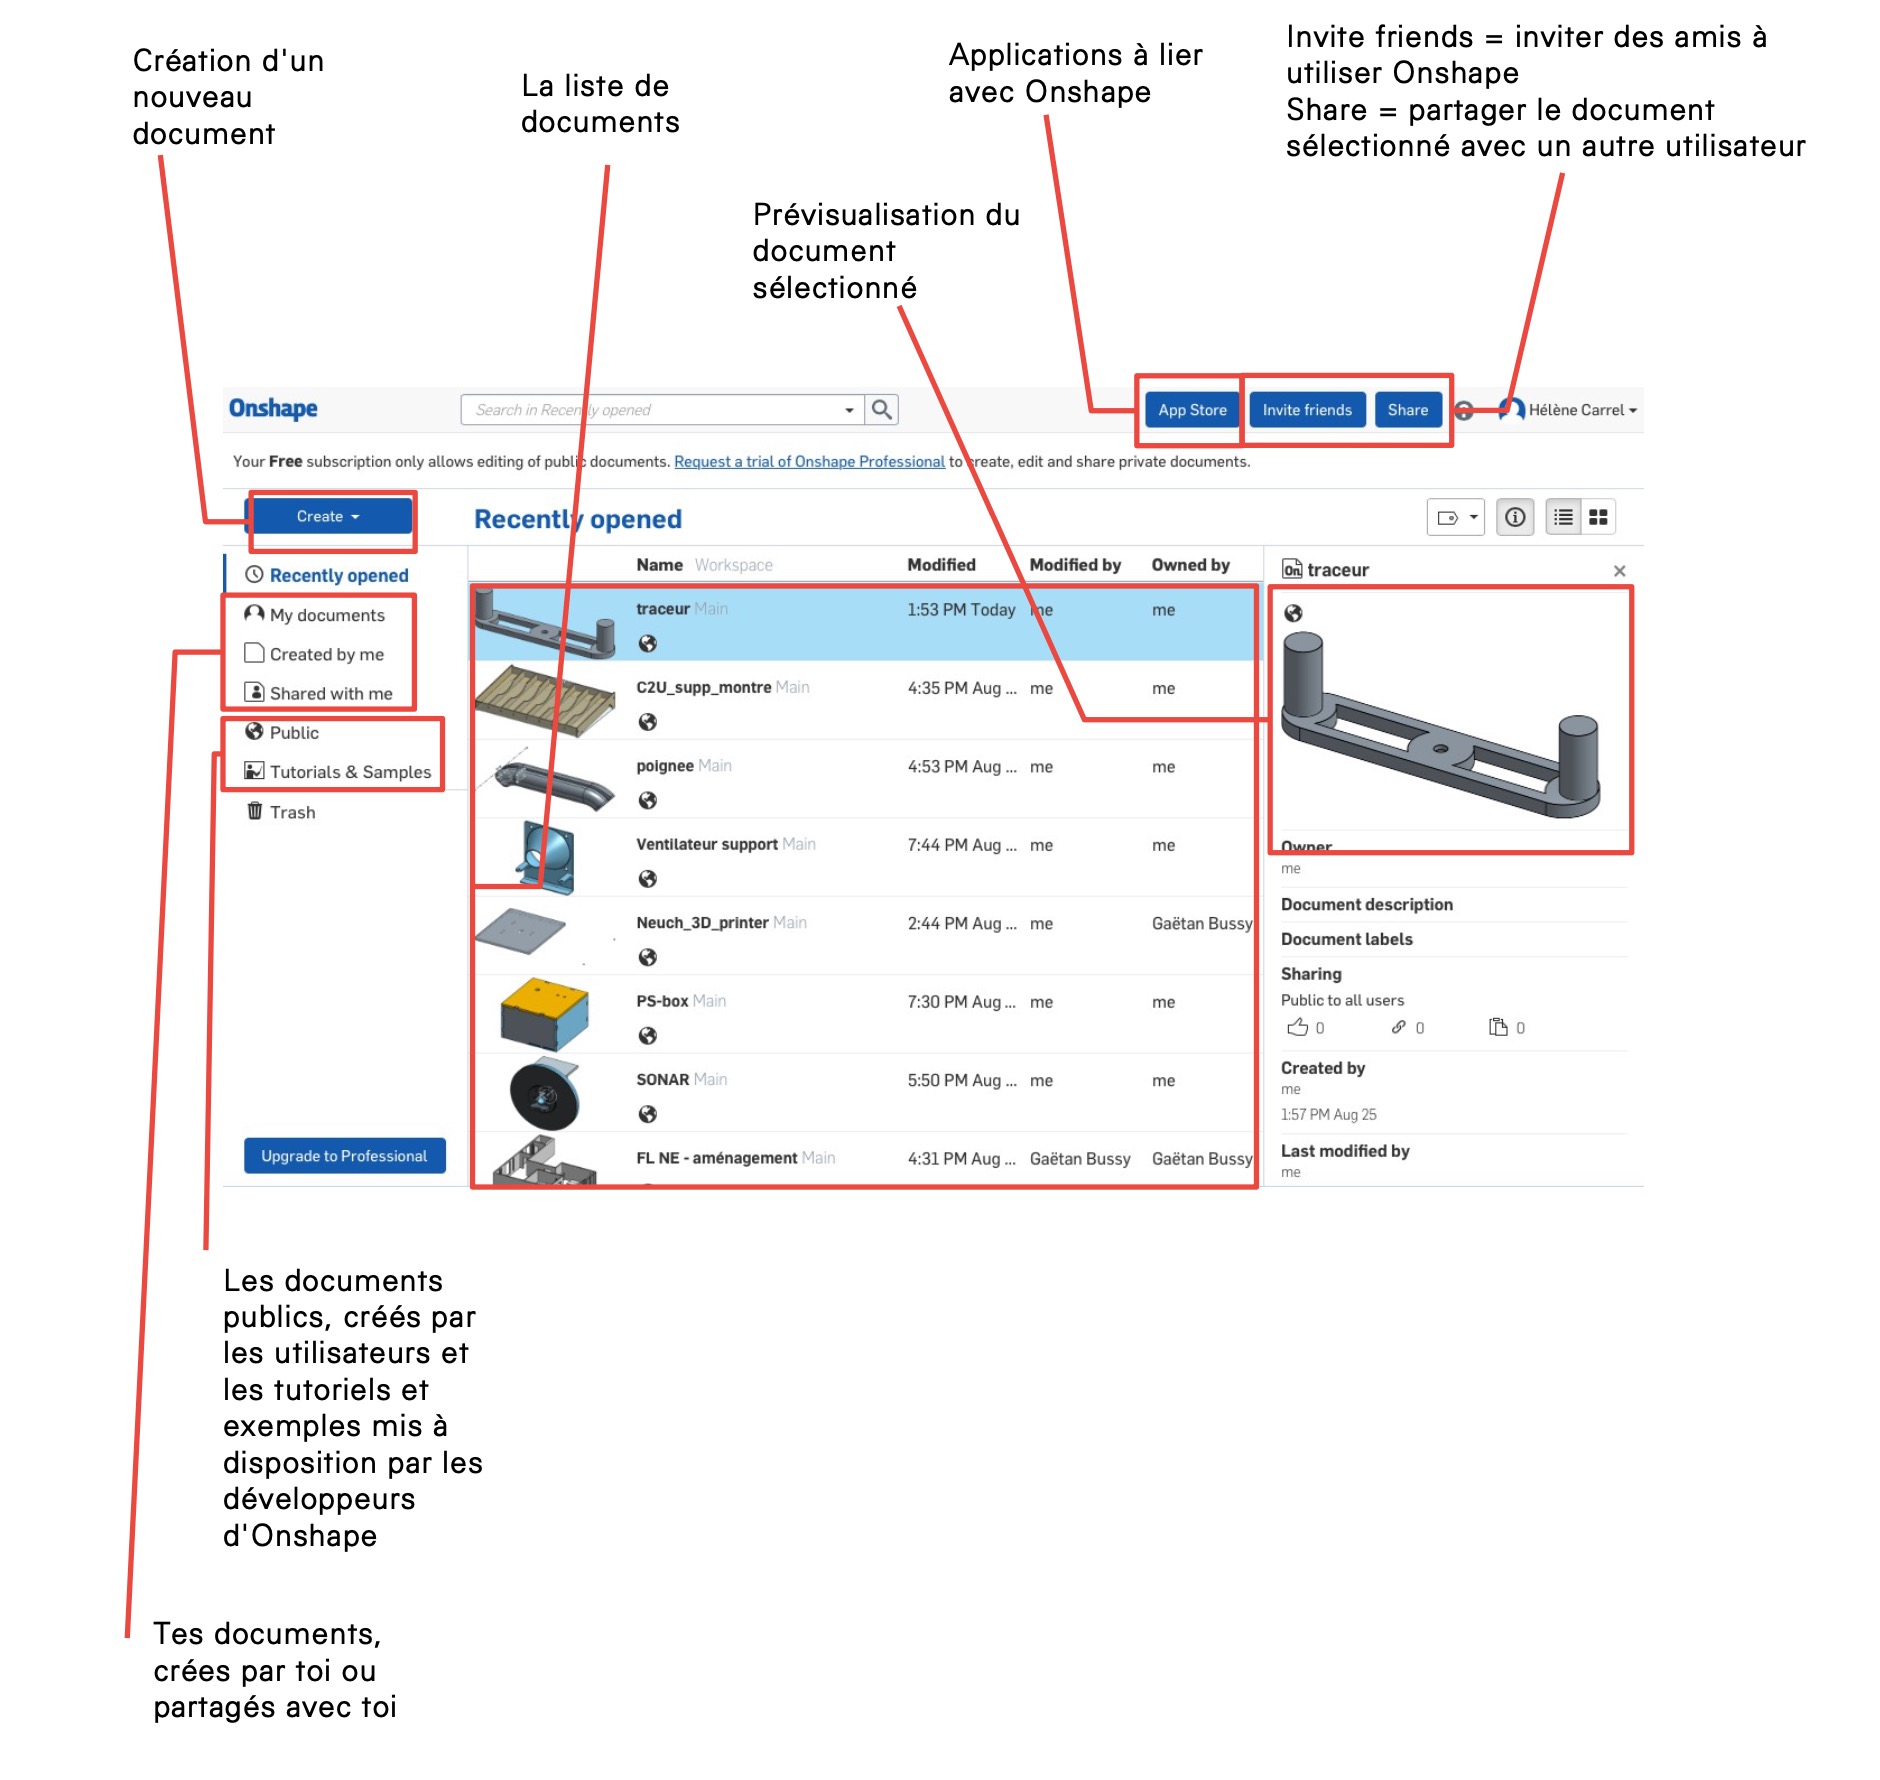 Création d'un
nouveau
document
La liste de
documents
Applications à lier
avec Onshape
Invite friends = inviter des amis à
utiliser Onshape
Share = partager le document
sélectionné avec un autre utilisateur
Prévisualisation du
document
sélectionné
Onshape
Search in Recently opened
App Store
Invite friends
Share
Hélène Carrel
Your Free subscription only allows editing of public documents. Request a trial of Onshape Professional to create, edit and share private documents.
Create
Recently opened
Recently opened
My documents
Created by me
Shared with me
Public
Tutorials & Samples
Trash
Upgrade to Professional
Name Workspace Modified Modified by Owned by
traceur Main 1:53 PM Today me me
C2U_supp_montre Main 4:35 PM Aug ... me me
poignee Main 4:53 PM Aug ... me me
Ventilateur support Main 7:44 PM Aug ... me me
Neuch_3D_printer Main 2:44 PM Aug ... me Gaëtan Bussy
PS-box Main 7:30 PM Aug ... me me
SONAR Main 5:50 PM Aug ... me me
FL NE - aménagement Main 4:31 PM Aug ... Gaëtan Bussy Gaëtan Bussy
On traceur
Owner
me
Document description
Document labels
Sharing
Public to all users
0 0 0
Created by
me
1:57 PM Aug 25
Last modified by
me
Les documents
publics, créés par
les utilisateurs et
les tutoriels et
exemples mis à
disposition par les
développeurs
d'Onshape
Tes documents,
crées par toi ou
partagés avec toi